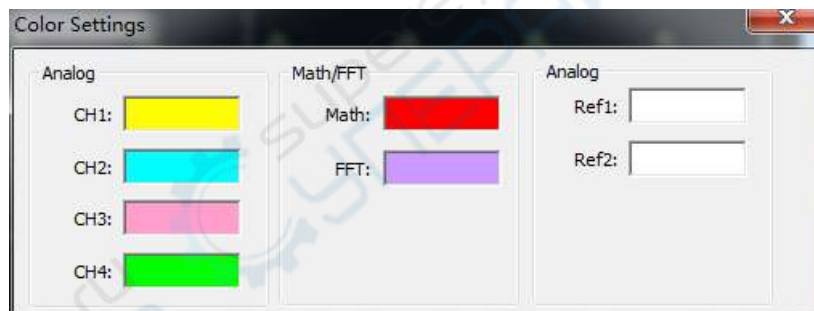 Color Settings
Analog
CH1:
CH2:
CH3:
CH4:
Math/FFT
Math:
FFT:
Analog
Ref1:
Ref2: